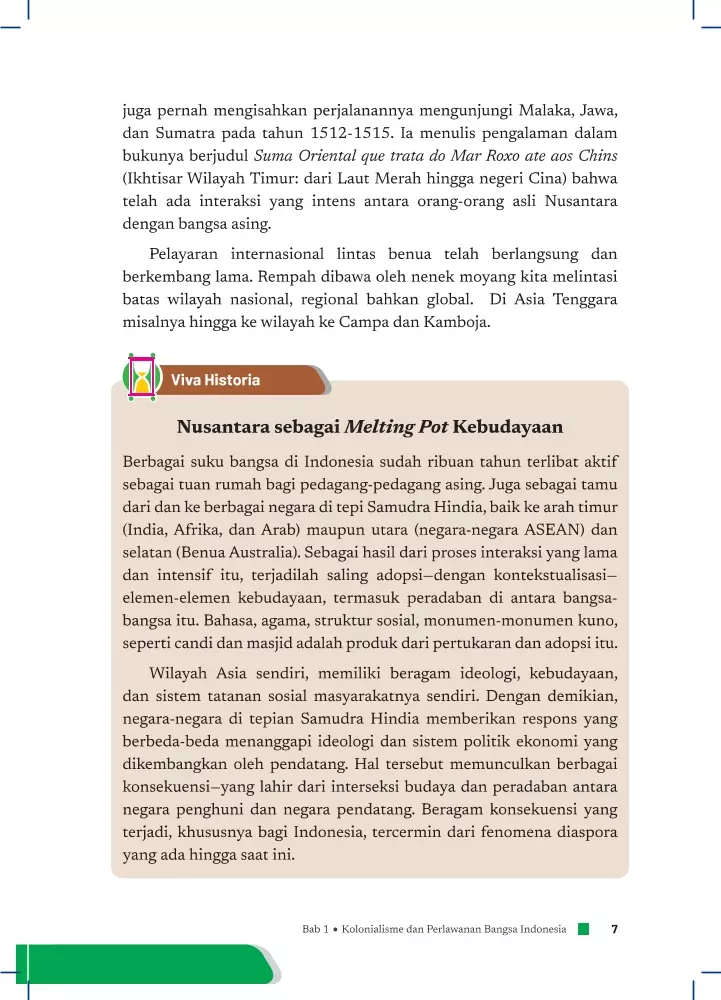 juga pernah mengisahkan perjalanannya mengunjungi Malaka, Jawa,
dan Sumatra pada tahun 1512-1515. Ia menulis pengalaman dalam
bukunya berjudul Suma Oriental que trata do Mar Roxo ate aos Chins
(Ikhtisar Wilayah Timur: dari Laut Merah hingga negeri Cina) bahwa
telah ada interaksi yang intens antara orang-orang asli Nusantara
dengan bangsa asing.
Pelayaran internasional lintas benua telah berlangsung dan
berkembang lama. Rempah dibawa oleh nenek moyang kita melintasi
batas wilayah nasional, regional bahkan global. Di Asia Tenggara
misalnya hingga ke wilayah ke Campa dan Kamboja.
Viva Historia
Nusantara sebagai Melting Pot Kebudayaan
Berbagai suku bangsa di Indonesia sudah ribuan tahun terlibat aktif
sebagai tuan rumah bagi pedagang-pedagang asing. Juga sebagai tamu
dari dan ke berbagai negara di tepi Samudra Hindia, baik ke arah timur
(India, Afrika, dan Arab) maupun utara (negara-negara ASEAN) dan
selatan (Benua Australia). Sebagai hasil dari proses interaksi yang lama
dan intensif itu, terjadilah saling adopsi—dengan kontekstualisasi—
elemen-elemen kebudayaan, termasuk peradaban di antara bangsa-
bangsa itu. Bahasa, agama, struktur sosial, monumen-monumen kuno,
seperti candi dan masjid adalah produk dari pertukaran dan adopsi itu.
Wilayah Asia sendiri, memiliki beragam ideologi, kebudayaan,
dan sistem tatanan sosial masyarakatnya sendiri. Dengan demikian,
negara-negara di tepian Samudra Hindia memberikan respons yang
berbeda-beda menanggapi ideologi dan sistem politik ekonomi yang
dikembangkan oleh pendatang. Hal tersebut memunculkan berbagai
konsekuensi—yang lahir dari interseksi budaya dan peradaban antara
negara penghuni dan negara pendatang. Beragam konsekuensi yang
terjadi, khususnya bagi Indonesia, tercermin dari fenomena diaspora
yang ada hingga saat ini.
Bab 1 • Kolonialisme dan Perlawanan Bangsa Indonesia 7